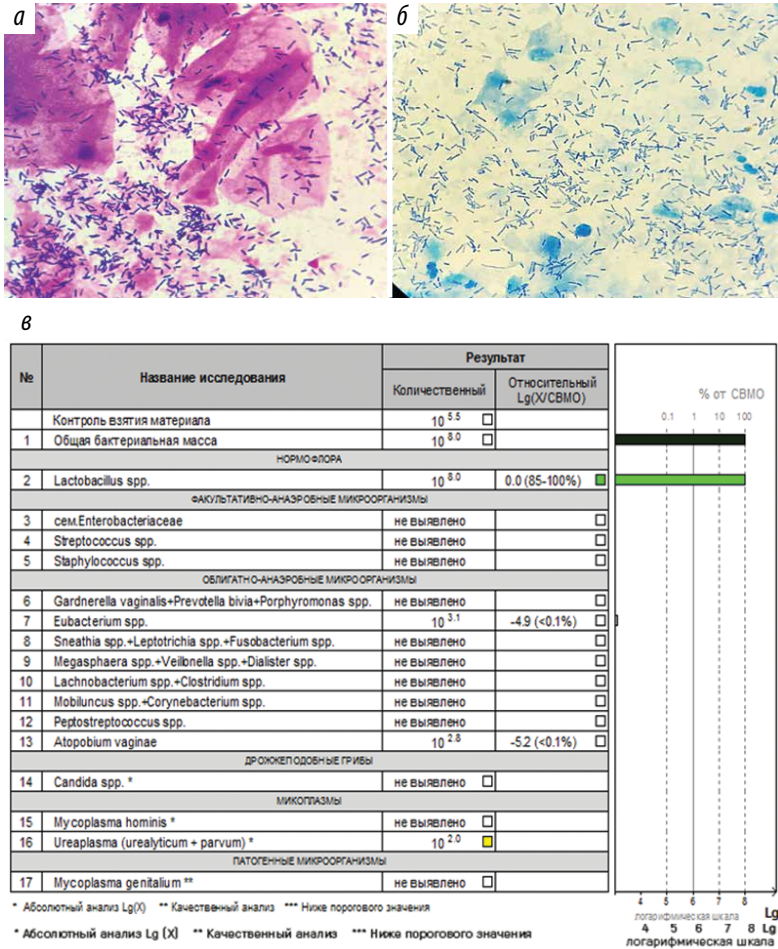 а
б
в
№ Название исследования Результат
Количественный Относительный Lg(X/СВМО)
% от СВМО
0.1 1 10 100
Контроль взятия материала 10 5.5
1 Общая бактериальная масса 10 8.0
НОРМОФЛОРА
2 Lactobacillus spp. 10 8.0 0.0 (85-100%)
ФАКУЛЬТАТИВНО-АНАЭРОБНЫЕ МИКРООРГАНИЗМЫ
3 сем.Enterobacteriaceae не выявлено
4 Streptococcus spp. не выявлено
5 Staphylococcus spp. не выявлено
ОБЛИГАТНО-АНАЭРОБНЫЕ МИКРООРГАНИЗМЫ
6 Gardnerella vaginalis+Prevotella bivia+Porphyromonas spp. не выявлено
7 Eubacterium spp. 10 3.1 -4.9 (<0.1%)
8 Sneathia spp.+Leptotrichia spp.+Fusobacterium spp. не выявлено
9 Megasphaera spp.+Veillonella spp.+Dialister spp. не выявлено
10 Lachnobacterium spp.+Clostridium spp. не выявлено
11 Mobiluncus spp.+Corynebacterium spp. не выявлено
12 Peptostreptococcus spp. не выявлено
13 Atopobium vaginae 10 2.8 -5.2 (<0.1%)
ДРОЖЖЕПОДОБНЫЕ ГРИБЫ
14 Candida spp. * не выявлено
МИКОПЛАЗМЫ
15 Mycoplasma hominis * не выявлено
16 Ureaplasma (urealyticum + parvum) * 10 2.0
ПАТОГЕННЫЕ МИКРООРГАНИЗМЫ
17 Mycoplasma genitalium ** не выявлено
4 5 6 7 8 Lg
* Абсолютный анализ Lg(X) ** Качественный анализ *** Ниже порогового значения
логарифмическая шкала
* Абсолютный анализ Lg (X) ** Качественный анализ *** Ниже порогового значения
4 5 6 7 8 Lg
логарифмическая шкала